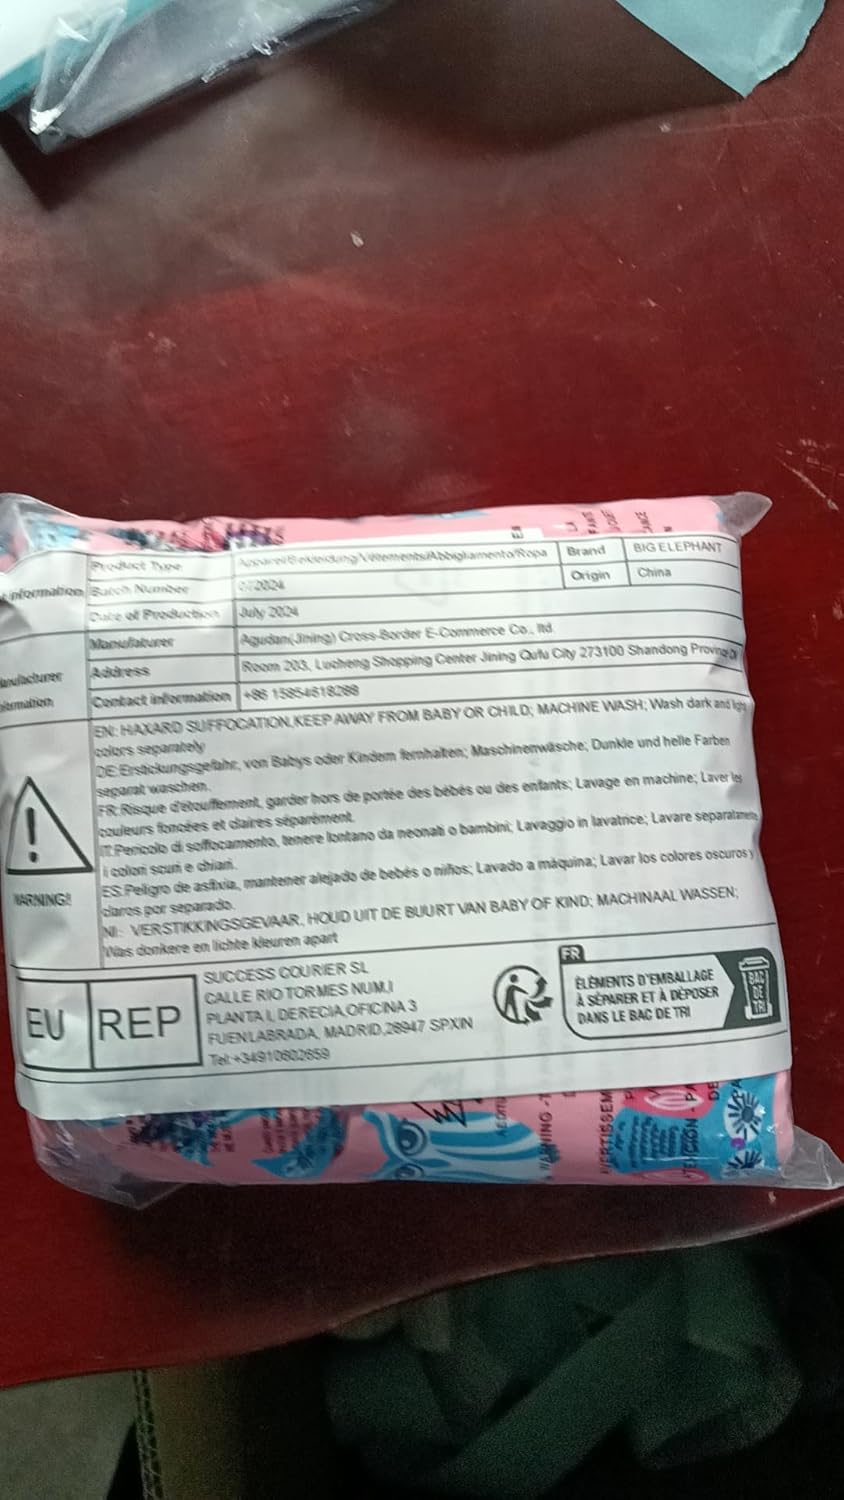 Product Type
Apparel/Bekleidung/Vêtements/Abbigliamento/Ropa
Brand
BIG ELEPHANT
information
Batch Number
2024
Origin
China
Date of Production
July 2024
Manufaturer
Agudan(Jining) Cross-Border E-Commerce Co., ltd.
Address
Room 203, Lucheng Shopping Center Jining Qufu City 273100 Shandong Provinc
Contact information
+86 15854618288
EN: HAXARD SUFFOCATION,KEEP AWAY FROM BABY OR CHILD; MACHINE WASH; Wash dark and light
colors separately
DE:Erstickungsgefahr, von Babys oder Kindern fernhalten; Maschinenwäsche; Dunkle und helle Farben
separat waschen.
FR:Risque d'étouffement, garder hors de portée des bébés ou des enfants; Lavage en machine; Laver les
couleurs foncées et claires séparément.
IT:Pericolo di soffocamento, tenere lontano da neonati o bambini; Lavaggio in lavatrice; Lavare separatamente
i colori scuri e chiari.
ES:Peligro de asfixia, mantener alejado de bebés o niños; Lavado a máquina; Lavar los colores oscuros y
claros por separado.
NI: VERSTIKKINGSGEVAAR, HOUD UIT DE BUURT VAN BABY OF KIND; MACHINAAL WASSEN;
Was donkere en lichte kleuren apart
WARNING!
EU REP
SUCCESS COURIER SL
CALLE RIO TORMES NUM.I
PLANTA I, DERECIA,OFICINA 3
FUENLABRADA, MADRID,28947 SPXIN
Tel:+34910602659
FR
ÉLÉMENTS D'EMBALLAGE
À SÉPARER ET À DÉPOSER
DANS LE BAC DE TRI
BAC
DE
TRI